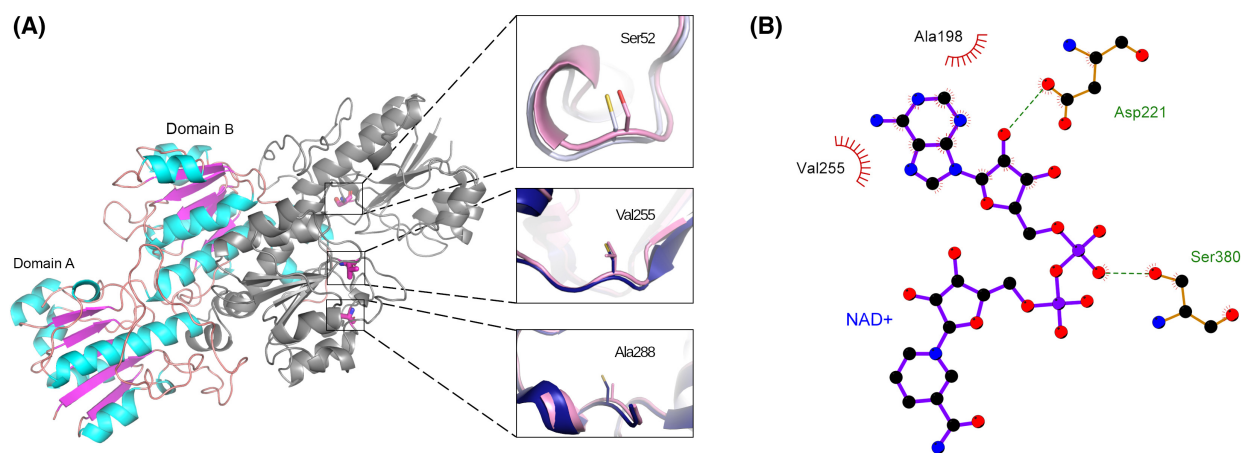 (A)
Domain B
Domain A
Ser52
Val255
Ala288
(B)
Ala198
Asp221
Val255
Ser380
NAD+